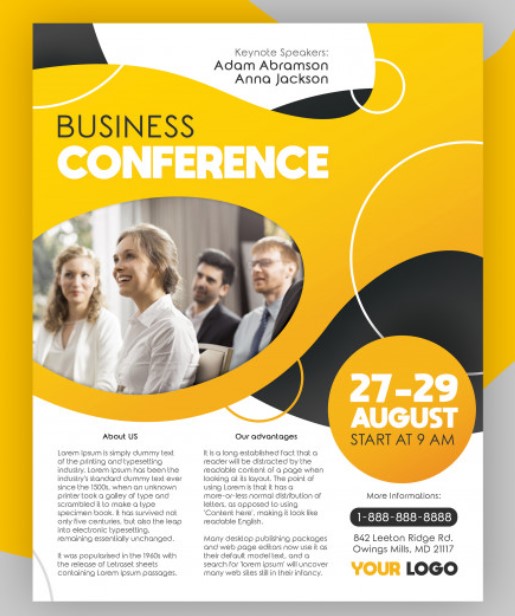 Keynote Speakers:
Adam Abramson
Anna Jackson
BUSINESS
CONFERENCE
27-29
AUGUST
START AT 9 AM
About US
Lorem Ipsum is simply dummy text
of the printing and typesetting
industry. Lorem Ipsum has been the
industry's standard dummy text ever
since the 1500s, when an unknown
printer took a galley of type and
scrambled it to make a type
specimen book. It has survived not
only five centuries, but also the leap
into electronic typesetting,
remaining essentially unchanged.
It was popularised in the 1960s with
the release of Letraset sheets
containing Lorem Ipsum passages.
Our advantages
It is a long established fact that a
reader will be distracted by the
readable content of a page when
looking at its layout. The point of
using Lorem is that it has a
more-or-less normal distribution of
letters, as opposed to using
'Content here', making it look like
readable English.
Many desktop publishing packages
and web page editors now use it as
their default model text, and a
search for 'lorem ipsum' will uncover
many web sites still in their infancy.
More Informations:
1-888-888-8888
842 Leeton Ridge Rd.
Owings Mills, MD 21117
YOUR LOGO